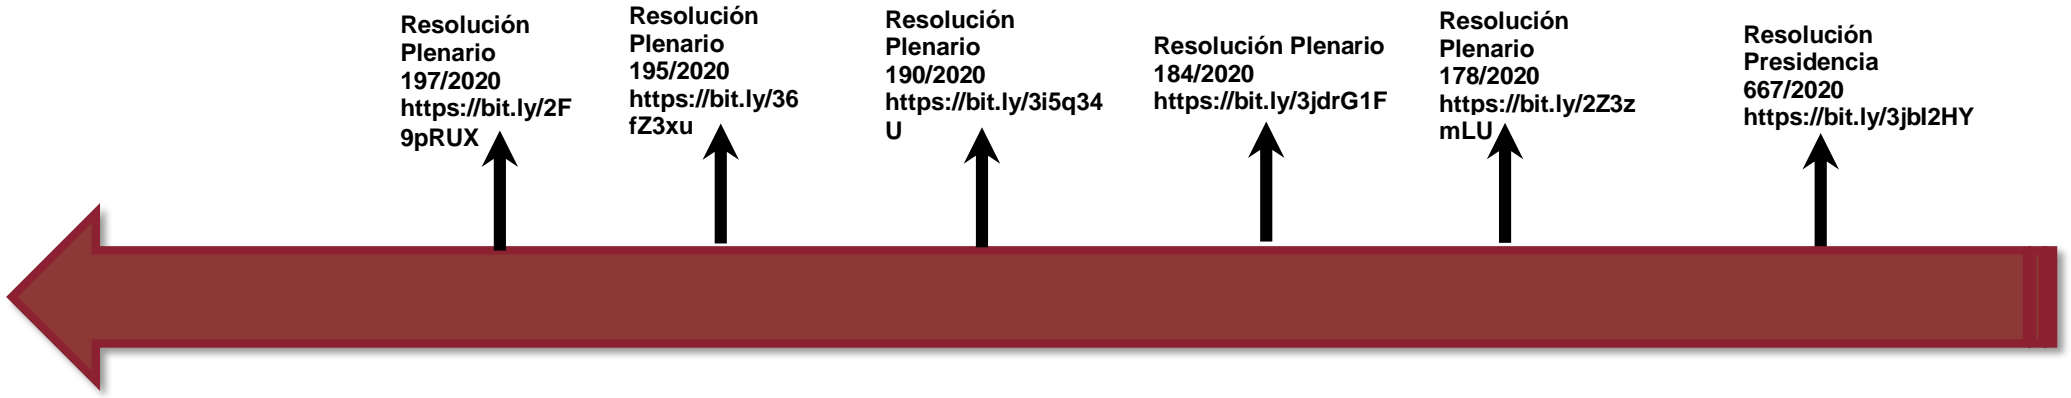 Resolución
Plenario
197/2020
https://bit.ly/2F
9pRUX
Resolución
Plenario
195/2020
https://bit.ly/36
fZ3xu
Resolución
Plenario
190/2020
https://bit.ly/3i5q34
U
Resolución Plenario
184/2020
https://bit.ly/3jdrG1F
Resolución
Plenario
178/2020
https://bit.ly/2Z3z
mLU
Resolución
Presidencia
667/2020
https://bit.ly/3jbI2HY